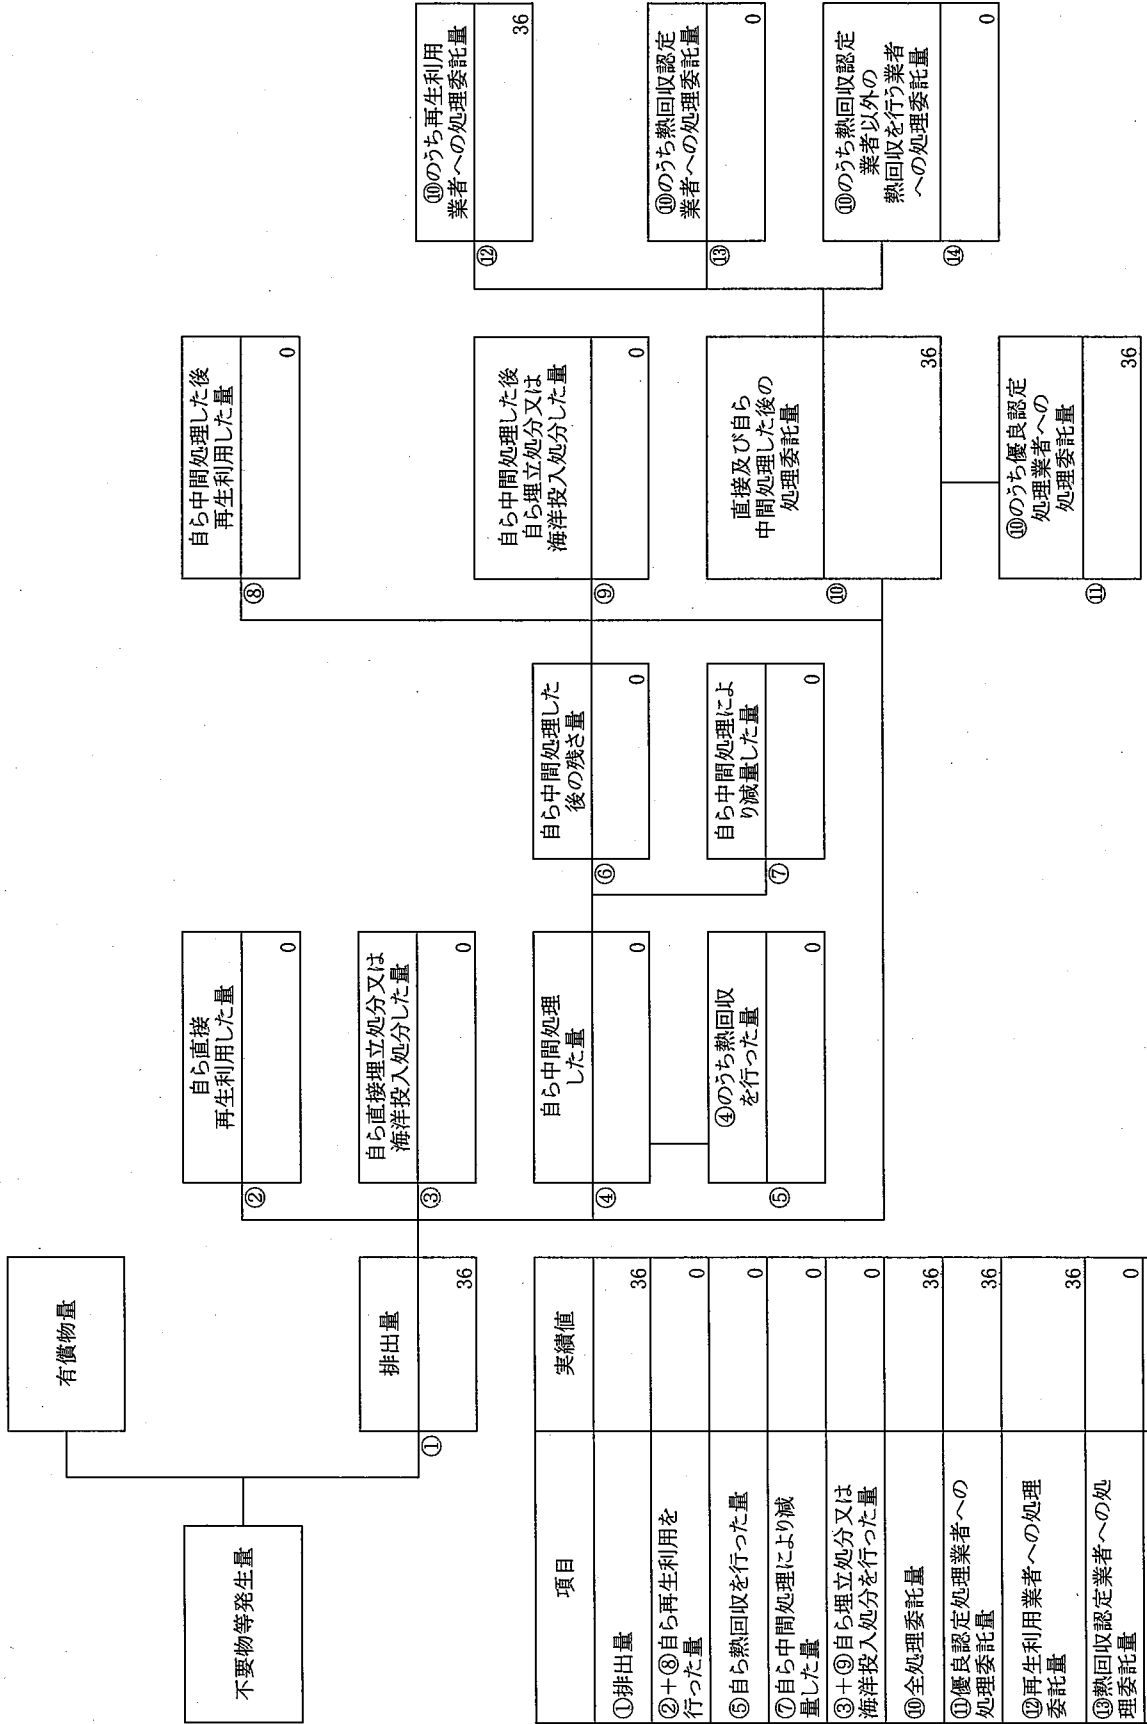 不要物等発生量
有償物量
排出量
①
36
自ら直接
再生利用した量
②
0
自ら直接埋立処分又は
海洋投入処分した量
③
0
自ら中間処理
した量
④
0
④のうち熱回収
を行った量
⑤
0
自ら中間処理した
後の残さ量
⑥
0
自ら中間処理によ
り減量した量
⑦
0
自ら中間処理した後
再生利用した量
⑧
0
自ら中間処理した後
自ら埋立処分又は
海洋投入処分した量
⑨
0
直接及び自ら
中間処理した後の
処理委託量
⑩
36
⑩のうち優良認定
処理業者への
処理委託量
⑪
36
⑩のうち再生利用
業者への処理委託量
⑫
36
⑩のうち熱回収認定
業者への処理委託量
⑬
0
⑩のうち熱回収認定
業者以外の
熱回収を行う業者
への処理委託量
⑭
0
項目 実績値
①排出量 36
②+⑧自ら再生利用を
行った量 0
⑤自ら熱回収を行った量 0
⑦自ら中間処理により減
量した量 0
③+⑨自ら埋立処分又は
海洋投入処分を行った量 0
⑩全処理委託量 36
⑪優良認定処理業者への
処理委託量 36
⑫再生利用業者への処理
委託量 36
⑬熱回収認定業者への処
理委託量 0